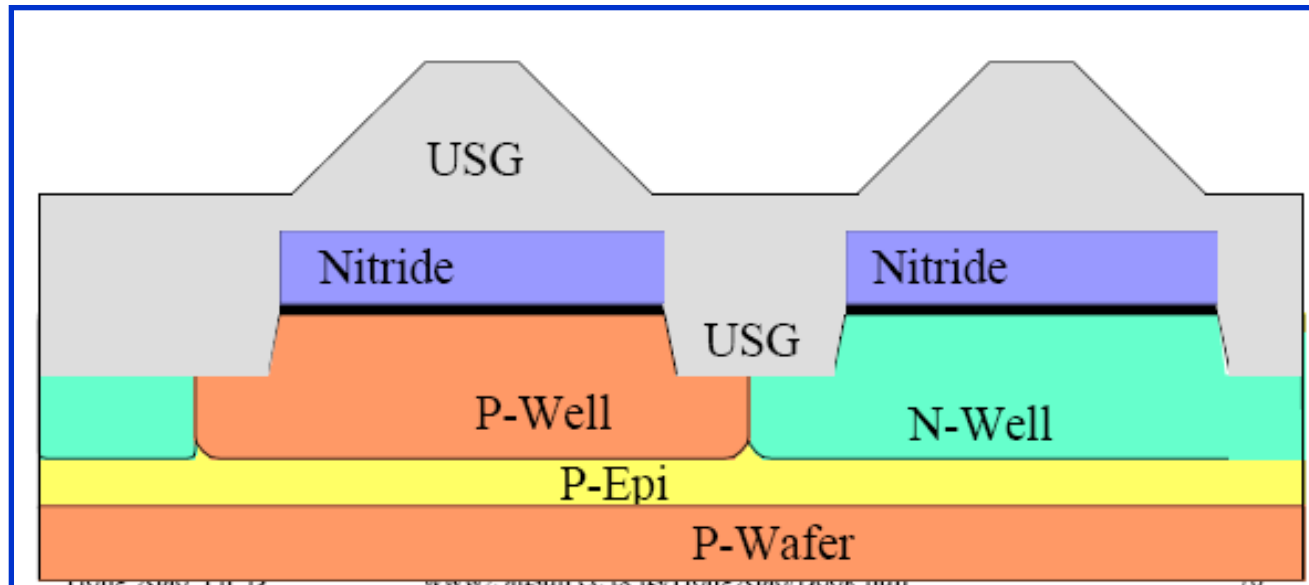 USG
Nitride
Nitride
USG
P-Well
N-Well
P-Epi
P-Wafer